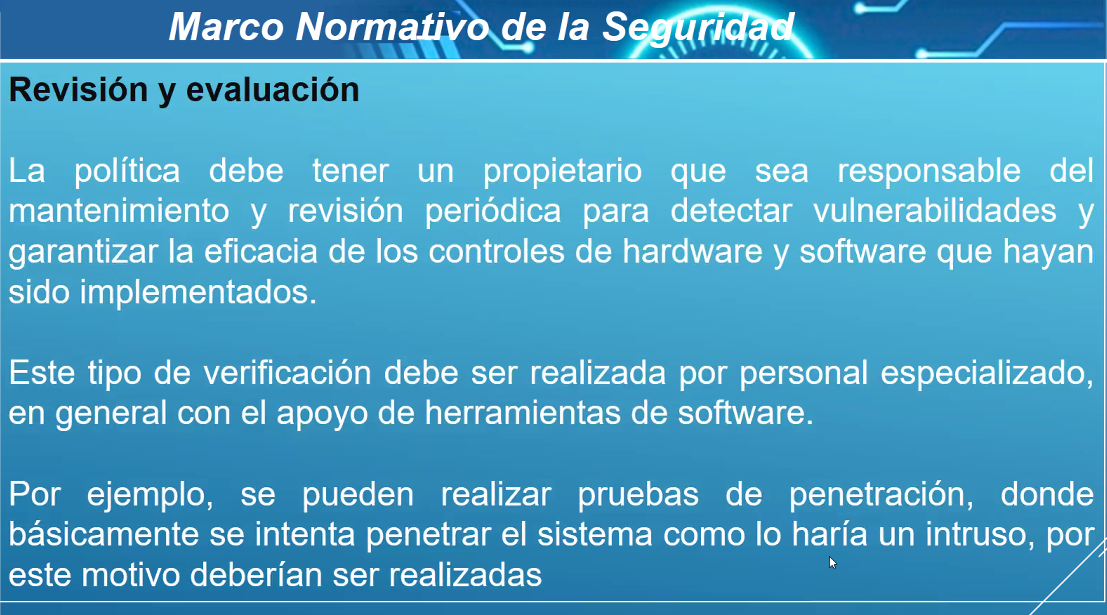 Marco Normativo de la Seguridad
Revisión y evaluación
La política debe tener un propietario que sea responsable del
mantenimiento y revisión periódica para detectar vulnerabilidades y
garantizar la eficacia de los controles de hardware y software que hayan
sido implementados.
Este tipo de verificación debe ser realizada por personal especializado,
en general con el apoyo de herramientas de software.
Por ejemplo, se pueden realizar pruebas de penetración, donde
básicamente se intenta penetrar el sistema como lo haría un intruso, por
este motivo deberían ser realizadas